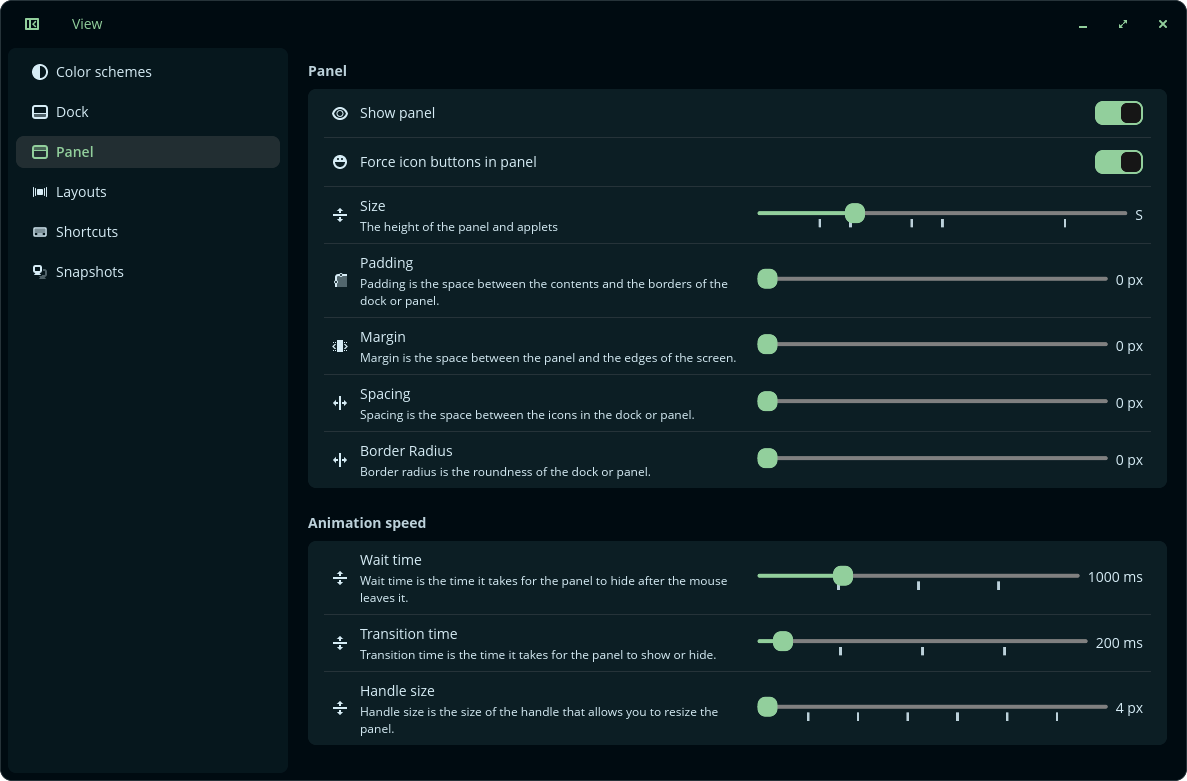 View
Color schemes
Dock
Panel
Layouts
Shortcuts
Snapshots
Panel
Show panel
Force icon buttons in panel
Size
The height of the panel and applets
S
Padding
Padding is the space between the contents and the borders of the
dock or panel.
0 px
Margin
Margin is the space between the panel and the edges of the screen.
0 px
Spacing
Spacing is the space between the icons in the dock or panel.
0 px
Border Radius
Border radius is the roundness of the dock or panel.
0 px
Animation speed
Wait time
Wait time is the time it takes for the panel to hide after the mouse
leaves it.
1000 ms
Transition time
Transition time is the time it takes for the panel to show or hide.
200 ms
Handle size
Handle size is the size of the handle that allows you to resize the
panel.
4 px